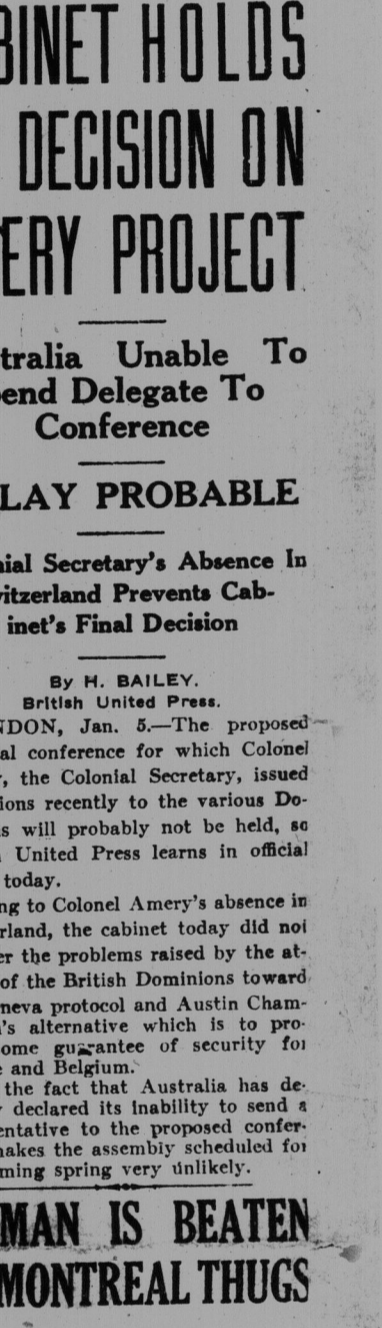 BINET HOLDS
DECISION ON
ERY PROJECT
tralia Unable To
end Delegate To
Conference
LAY PROBABLE
nial Secretary's Absence In
itzerland Prevents Cab-
inet's Final Decision
By H. BAILEY.
British United Press.
NDON, Jan. 5.—The proposed
al conference for which Colonel
, the Colonial Secretary, issued
ions recently to the various Do-
s will probably not be held, so
United Press learns in official
today.
ng to Colonel Amery's absence in
rland, the cabinet today did not
er the problems raised by the at-
of the British Dominions toward
neva protocol and Austin Cham-
n's alternative which is to pro-
ome guarantee of security for
e and Belgium.
the fact that Australia has de-
y declared its inability to send a
entative to the proposed confer-
makes the assembly scheduled for
ming spring very unlikely.
MAN IS BEATEN
MONTREAL THUGS